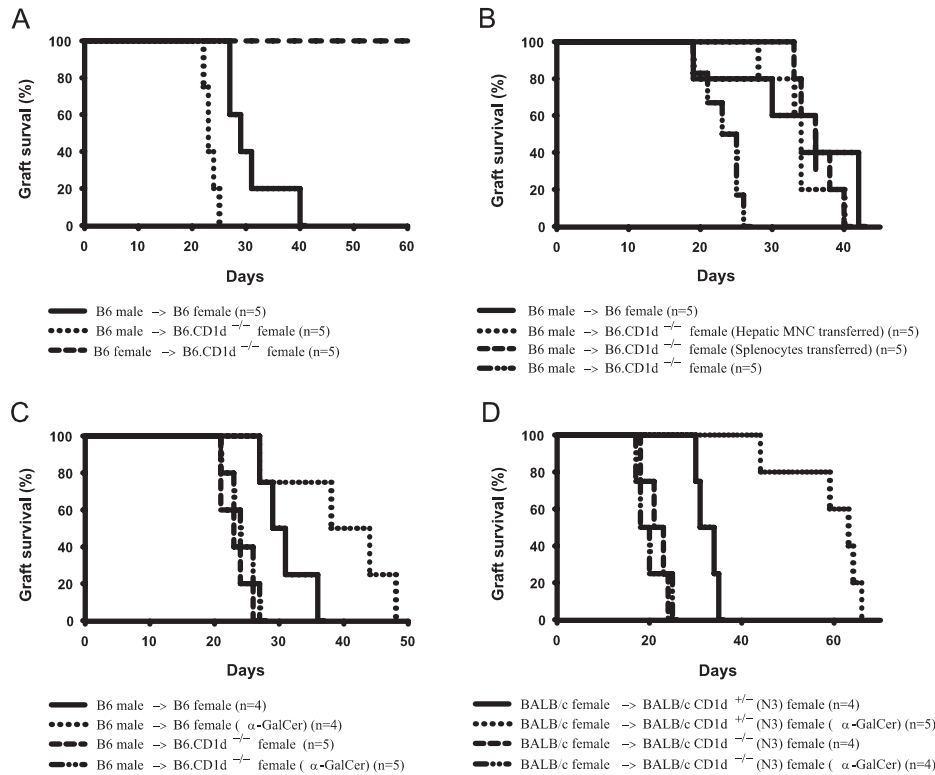 A
Graft survival (%)
100
80
60
40
20
0
0 10 20 30 40 50 60
Days
B6 male –> B6 female (n=5)
B6 male –> B6.CD1d −/− female (n=5)
B6 female –> B6.CD1d −/− female (n=5)
B
Graft survival (%)
100
80
60
40
20
0
0 10 20 30 40
Days
B6 male –> B6 female (n=5)
B6 male –> B6.CD1d −/− female (Hepatic MNC transferred) (n=5)
B6 male –> B6.CD1d −/− female (Splenocytes transferred) (n=5)
B6 male –> B6.CD1d −/− female (n=5)
C
Graft survival (%)
100
80
60
40
20
0
0 10 20 30 40 50
Days
B6 male –> B6 female (n=4)
B6 male –> B6 female ( α-GalCer) (n=4)
B6 male –> B6.CD1d −/− female (n=5)
B6 male –> B6.CD1d −/− female ( α-GalCer) (n=5)
D
Graft survival (%)
100
80
60
40
20
0
0 20 40 60
Days
BALB/c female –> BALB/c CD1d +/− (N3) female (n=4)
BALB/c female –> BALB/c CD1d +/− (N3) female ( α-GalCer) (n=5)
BALB/c female –> BALB/c CD1d −/− (N3) female (n=4)
BALB/c female –> BALB/c CD1d −/− (N3) female ( α-GalCer) (n=4)